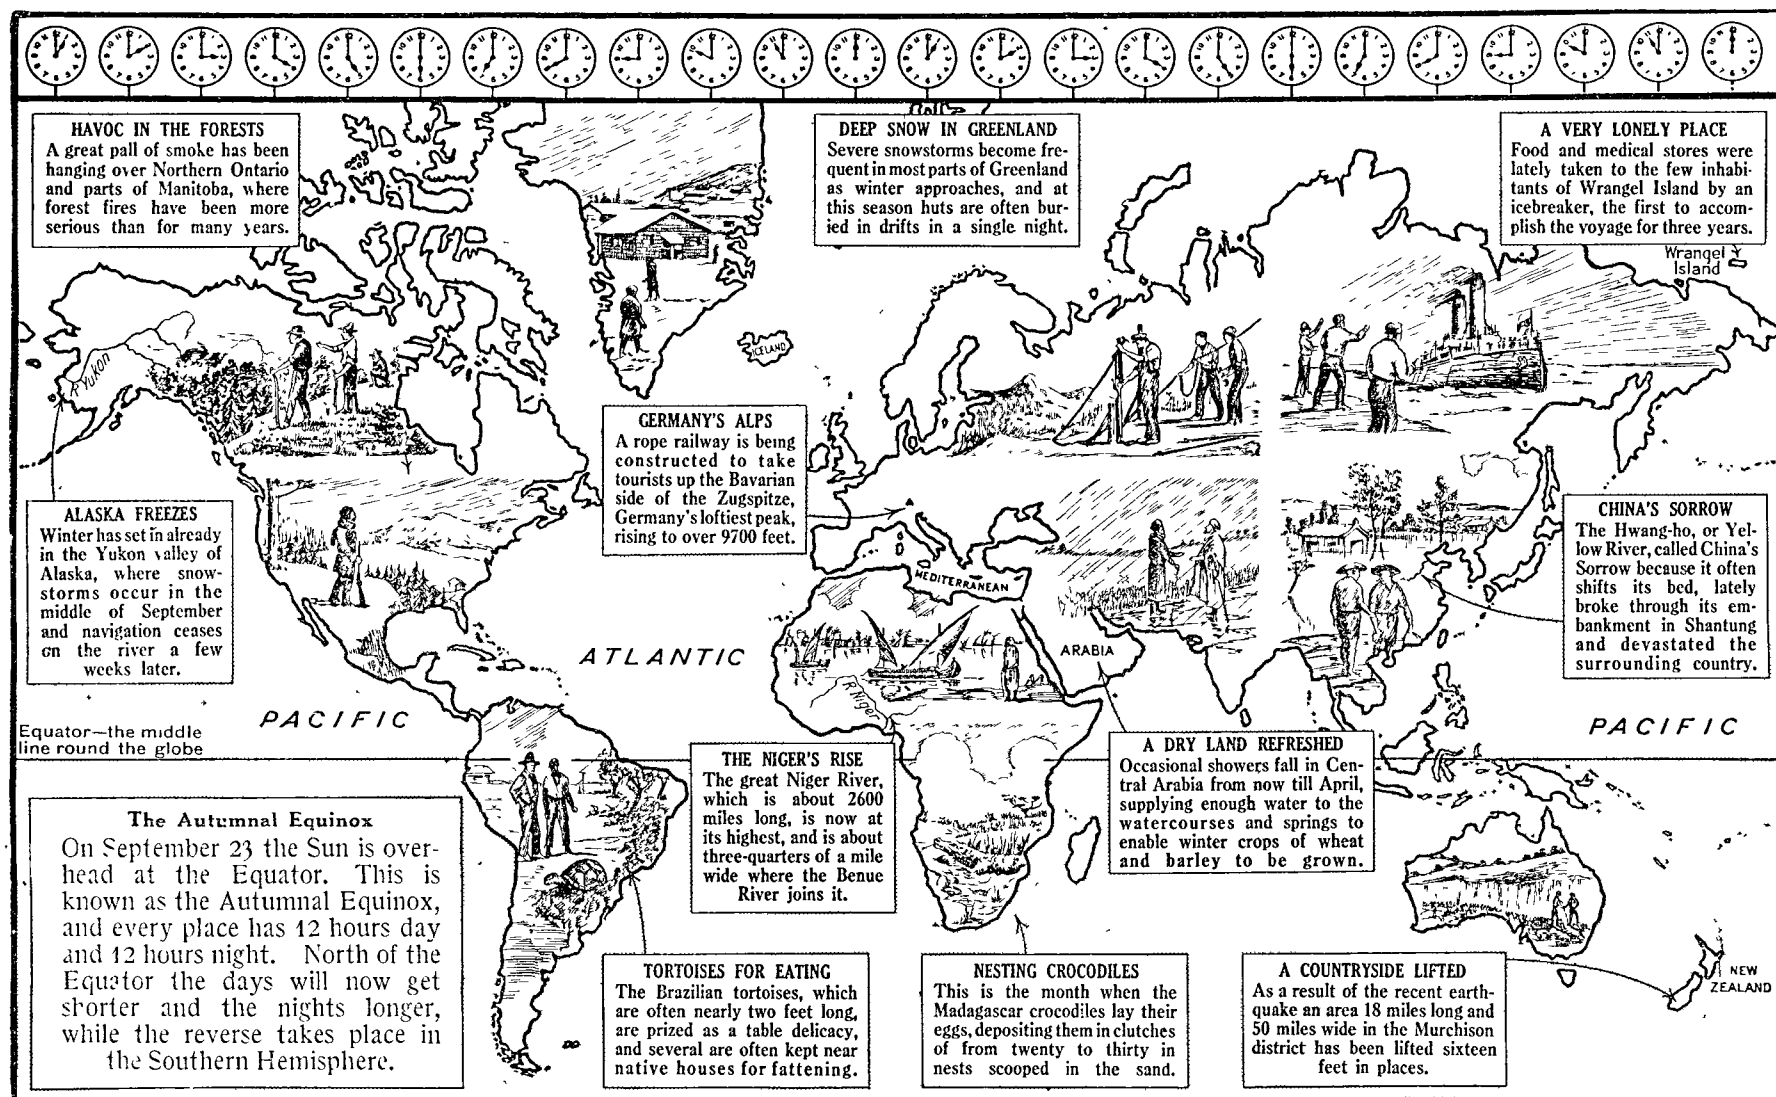 HAVOC IN THE FORESTS
A great pall of smoke has been
hanging over Northern Ontario
and parts of Manitoba, where
forest fires have been more
serious than for many years.
DEEP SNOW IN GREENLAND
Severe snowstorms become fre-
quent in most parts of Greenland
as winter approaches, and at
this season huts are often bur-
ied in drifts in a single night.
A VERY LONELY PLACE
Food and medical stores were
lately taken to the few inhabi-
tants of Wrangel Island by an
icebreaker, the first to accom-
plish the voyage for three years.
Wrangel
Island
R. Yukon
ICELAND
GERMANY'S ALPS
A rope railway is being
constructed to take
tourists up the Bavarian
side of the Zugspitze,
Germany's loftiest peak,
rising to over 9700 feet.
ALASKA FREEZES
Winter has set in already
in the Yukon valley of
Alaska, where snow-
storms occur in the
middle of September
and navigation ceases
on the river a few
weeks later.
CHINA'S SORROW
The Hwang-ho, or Yel-
low River, called China's
Sorrow because it often
shifts its bed, lately
broke through its em-
bankment in Shantung
and devastated the
surrounding country.
MEDITERRANEAN
ATLANTIC
ARABIA
R. Niger
PACIFIC
PACIFIC
Equator—the middle
line round the globe
THE NIGER'S RISE
The great Niger River,
which is about 2600
miles long, is now at
its highest, and is about
three-quarters of a mile
wide where the Benue
River joins it.
A DRY LAND REFRESHED
Occasional showers fall in Cen-
tral Arabia from now till April,
supplying enough water to the
watercourses and springs to
enable winter crops of wheat
and barley to be grown.
The Autumnal Equinox
On September 23 the Sun is over-
head at the Equator. This is
known as the Autumnal Equinox,
and every place has 12 hours day
and 12 hours night. North of the
Equator the days will now get
shorter and the nights longer,
while the reverse takes place in
the Southern Hemisphere.
TORTOISES FOR EATING
The Brazilian tortoises, which
are often nearly two feet long,
are prized as a table delicacy,
and several are often kept near
native houses for fattening.
NESTING CROCODILES
This is the month when the
Madagascar crocodiles lay their
eggs, depositing them in clutches
of from twenty to thirty in
nests scooped in the sand.
A COUNTRYSIDE LIFTED
As a result of the recent earth-
quake an area 18 miles long and
50 miles wide in the Murchison
district has been lifted sixteen
feet in places.
NEW
ZEALAND